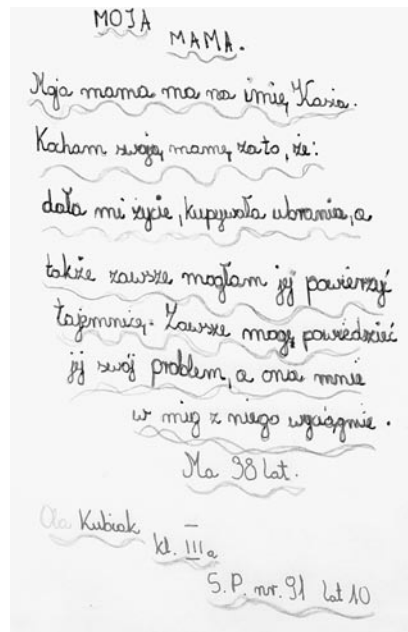 MOJA
MAMA.
Moja mama ma na imię Kasia.
Kocham swoją mamę za to, że:
dała mi życie, kupywała ubrania, a
także zawsze mogłam jej powierzyć
tajemnicę. Zawsze mogę powiedzieć
jej swój problem, a ona mnie
w mig z niego wyciągnie.
Ma 38 lat.
Ola Kubiak
kl. III a
S.P. nr. 91 lat 10